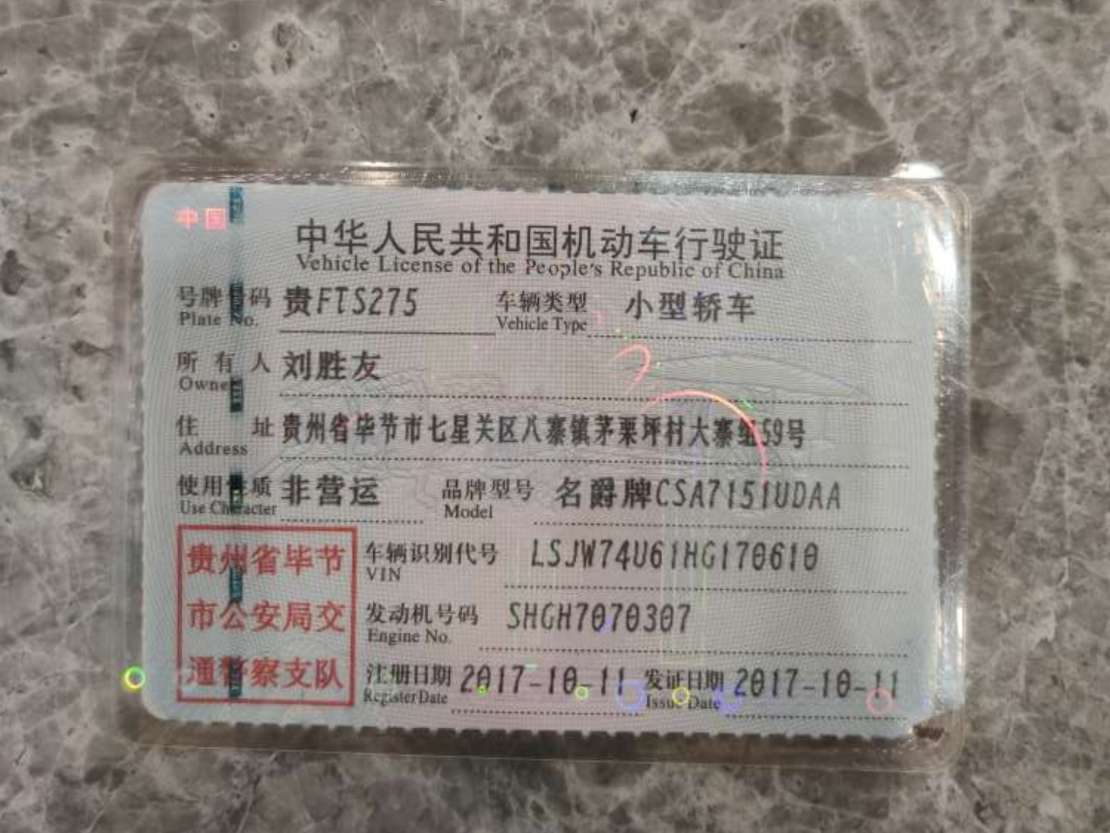 中国
中华人民共和国机动车行驶证
Vehicle License of the People's Republic of China
号牌号码 贵FTS275 车辆类型 小型轿车
Plate No. Vehicle Type
所有人 刘胜友
Owner
住址 贵州省毕节市七星关区八寨镇茅栗坪村大寨组59号
Address
使用性质 非营运 品牌型号 名爵牌CSA7151UDAA
Use Character Model
贵州省毕节 车辆识别代号 LSJW74U61HG170610
VIN
市公安局交 发动机号码 SHGH7070307
Engine No.
通警察支队 注册日期 2017-10-11 发证日期 2017-10-11
Register Date Issue Date